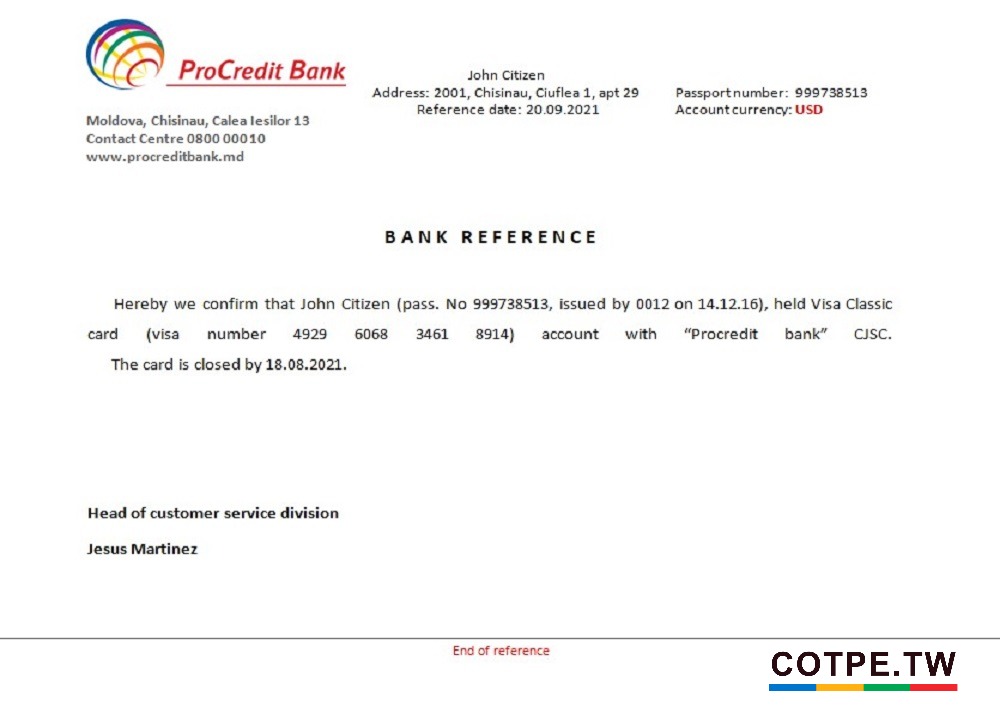 ProCredit Bank
Moldova, Chisinau, Calea Iesilor 13
Contact Centre 0800 00010
www.procreditbank.md
John Citizen
Address: 2001, Chisinau, Ciuflea 1, apt 29
Reference date: 20.09.2021
Passport number: 999738513
Account currency: USD
BANK REFERENCE
Hereby we confirm that John Citizen (pass. No 999738513, issued by 0012 on 14.12.16), held Visa Classic
card (visa number 4929 6068 3461 8914) account with “Procredit bank” CJSC.
The card is closed by 18.08.2021.
Head of customer service division
Jesus Martinez
End of reference
COTPE.TW